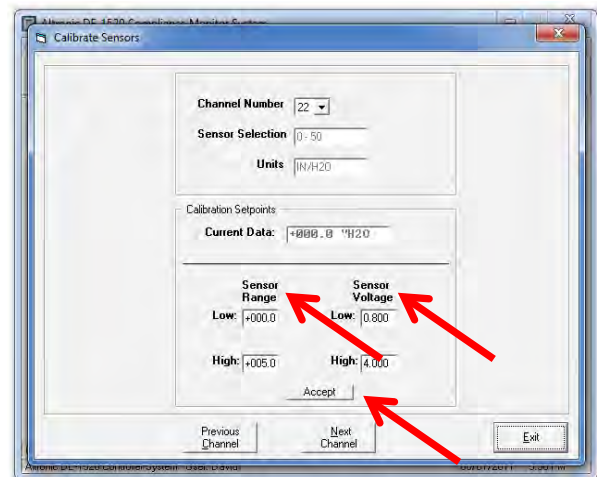 Calibrate Sensors
Channel Number 22
Sensor Selection 0- 50
Units IN/H2O
Calibration Setpoints
Current Data: +000.0 "H2O
Sensor Range Sensor Voltage
Low: +000.0 Low: 0.800
High: +005.0 High: 4.000
Accept
Previous Channel Next Channel Exit